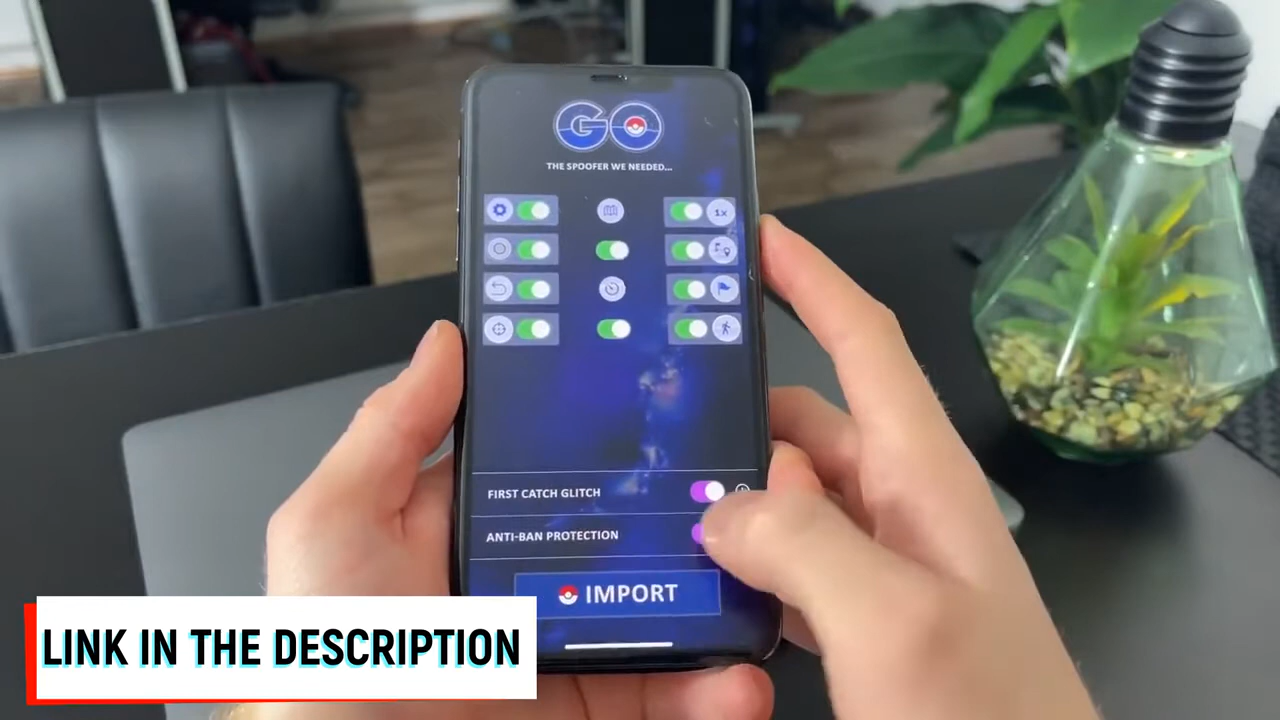 GO
THE SPOOFER WE NEEDED...
1x
FIRST CATCH GLITCH
ANTI-BAN PROTECTION
IMPORT
LINK IN THE DESCRIPTION